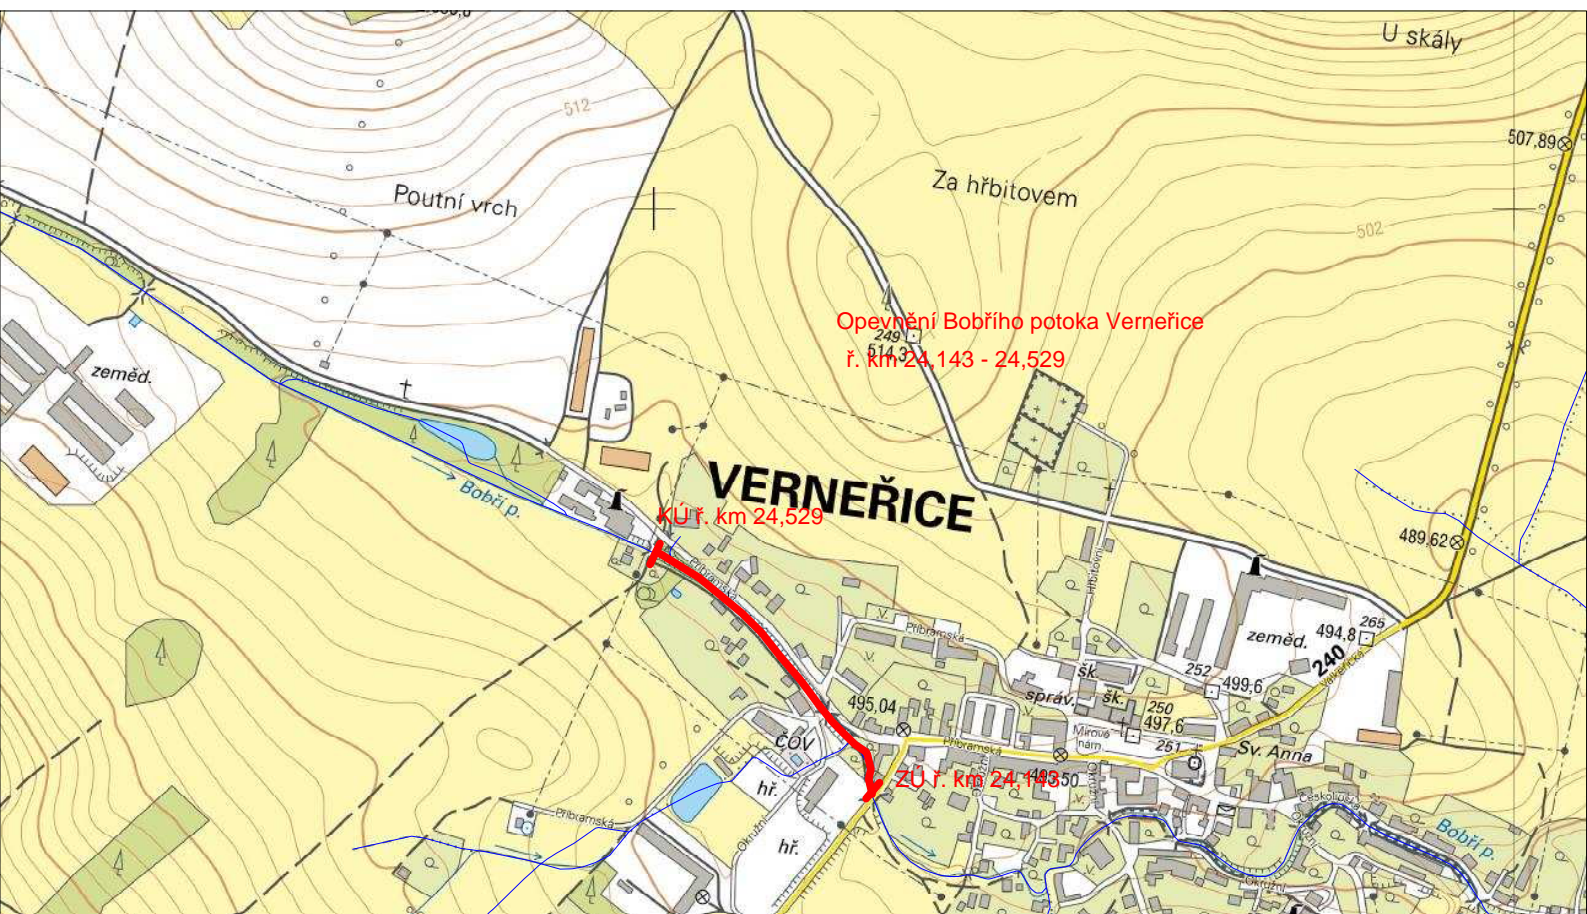 U skály
512
507,89
Poutní vrch
Za hřbitovem
502
Opevnění Bobřího potoka Verneřice
249
514,3
ř. km 24,143 - 24,529
zeměd.
VERNEŘICE
Bobří p.
KÚ ř. km 24,529
489,62
Příbramská
Hřbitovní
Příbramská
265
494,8
zeměd.
240
Valkeřická
šk.
252
499,6
správ.
šk.
250
497,6
495,04
Mírové
nám.
251
Příbramská
Sv. Anna
ČOV
ZÚ ř. km 24,143
hř.
Příbramská
Okružní
hř.
Českolipská
Okružní
Bobří p.
Okružní